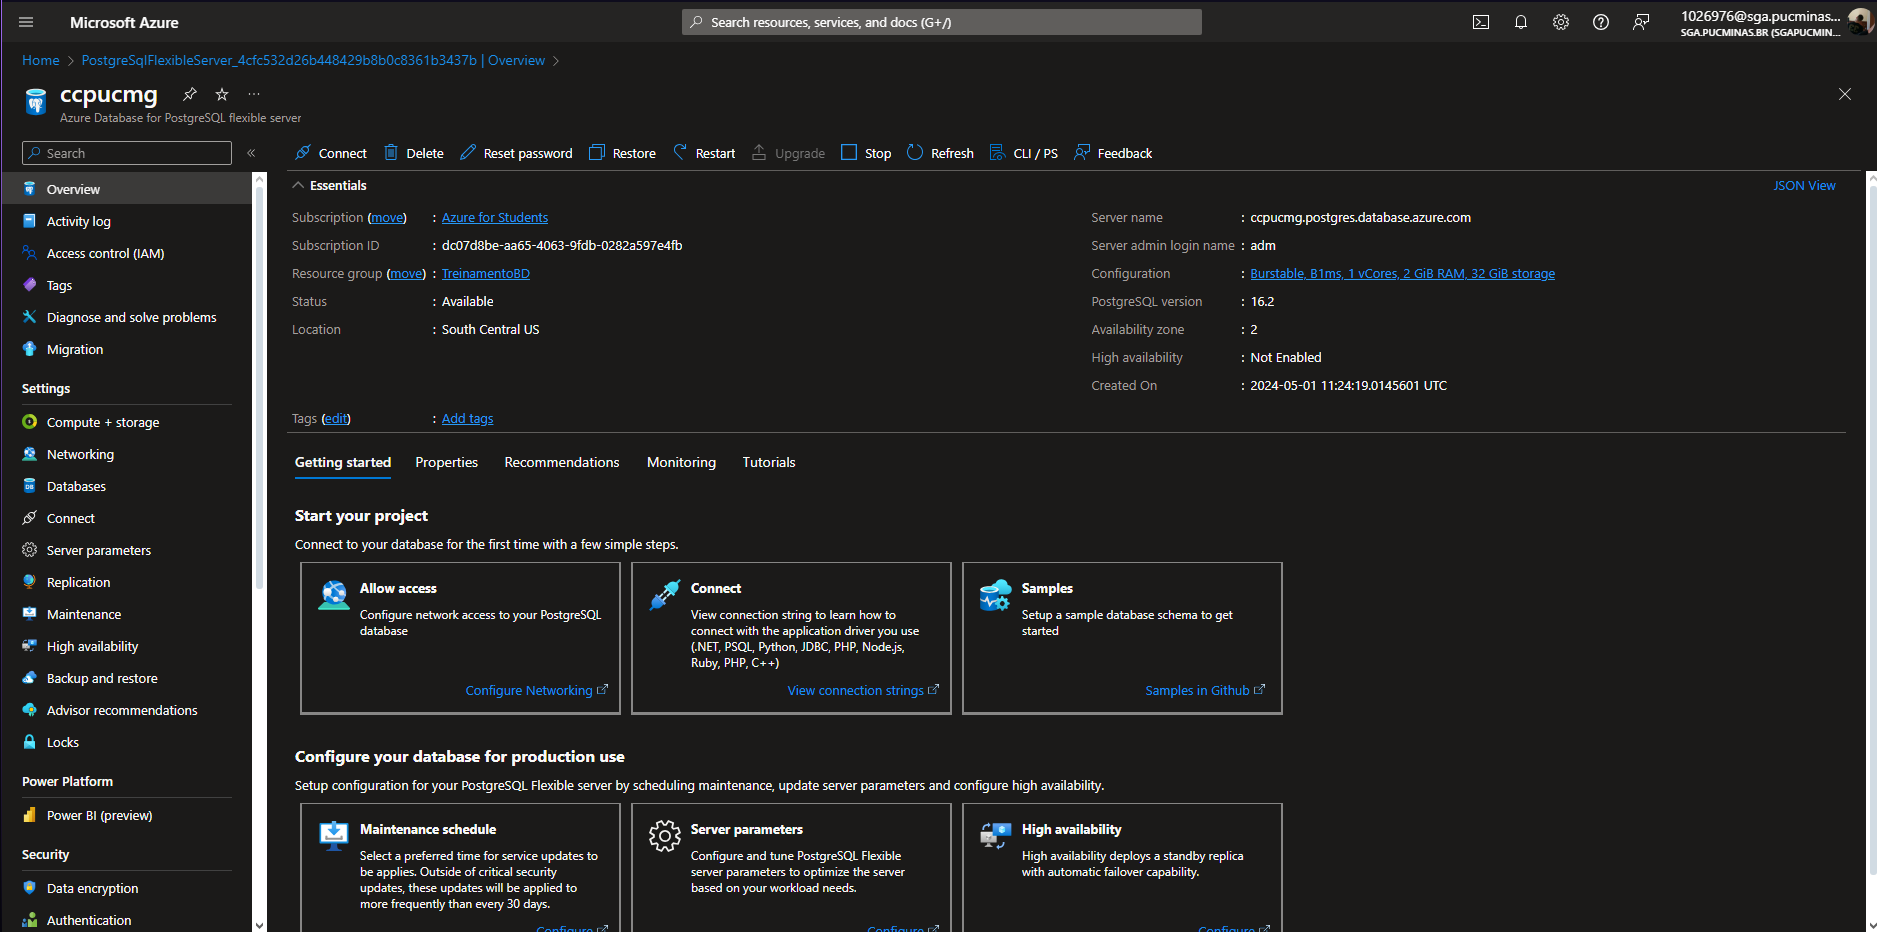 Microsoft Azure
Search resources, services, and docs (G+/)
1026976@sga.pucminas...
SGA.PUCMINAS.BR (SGAPUCMIN...
Home > PostgreSqlFlexibleServer_4cfc532d26b448429b8b0c8361b3437b | Overview >
ccpucmg
Azure Database for PostgreSQL flexible server
Search
Overview
Activity log
Access control (IAM)
Tags
Diagnose and solve problems
Migration
Settings
Compute + storage
Networking
Databases
Connect
Server parameters
Replication
Maintenance
High availability
Backup and restore
Advisor recommendations
Locks
Power Platform
Power BI (preview)
Security
Data encryption
Authentication
Connect Delete Reset password Restore Restart Upgrade Stop Refresh CLI / PS Feedback
Essentials
JSON View
Subscription (move) : Azure for Students
Subscription ID : dc07d8be-aa65-4063-9fdb-0282a597e4fb
Resource group (move) : TreinamentoBD
Status : Available
Location : South Central US
Server name : ccpucmg.postgres.database.azure.com
Server admin login name : adm
Configuration : Burstable, B1ms, 1 vCores, 2 GiB RAM, 32 GiB storage
PostgreSQL version : 16.2
Availability zone : 2
High availability : Not Enabled
Created On : 2024-05-01 11:24:19.0145601 UTC
Tags (edit) : Add tags
Getting started Properties Recommendations Monitoring Tutorials
Start your project
Connect to your database for the first time with a few simple steps.
Allow access
Configure network access to your PostgreSQL
database
Configure Networking
Connect
View connection string to learn how to
connect with the application driver you use
(.NET, PSQL, Python, JDBC, PHP, Node.js,
Ruby, PHP, C++)
View connection strings
Samples
Setup a sample database schema to get
started
Samples in Github
Configure your database for production use
Setup configuration for your PostgreSQL Flexible server by scheduling maintenance, update server parameters and configure high availability.
Maintenance schedule
Select a preferred time for service updates to
be applies. Outside of critical security
updates, these updates will be applied to
more frequently than every 30 days.
Configure
Server parameters
Configure and tune PostgreSQL Flexible
server parameters to optimize the server
based on your workload needs.
Configure
High availability
High availability deploys a standby replica
with automatic failover capability.
Configure